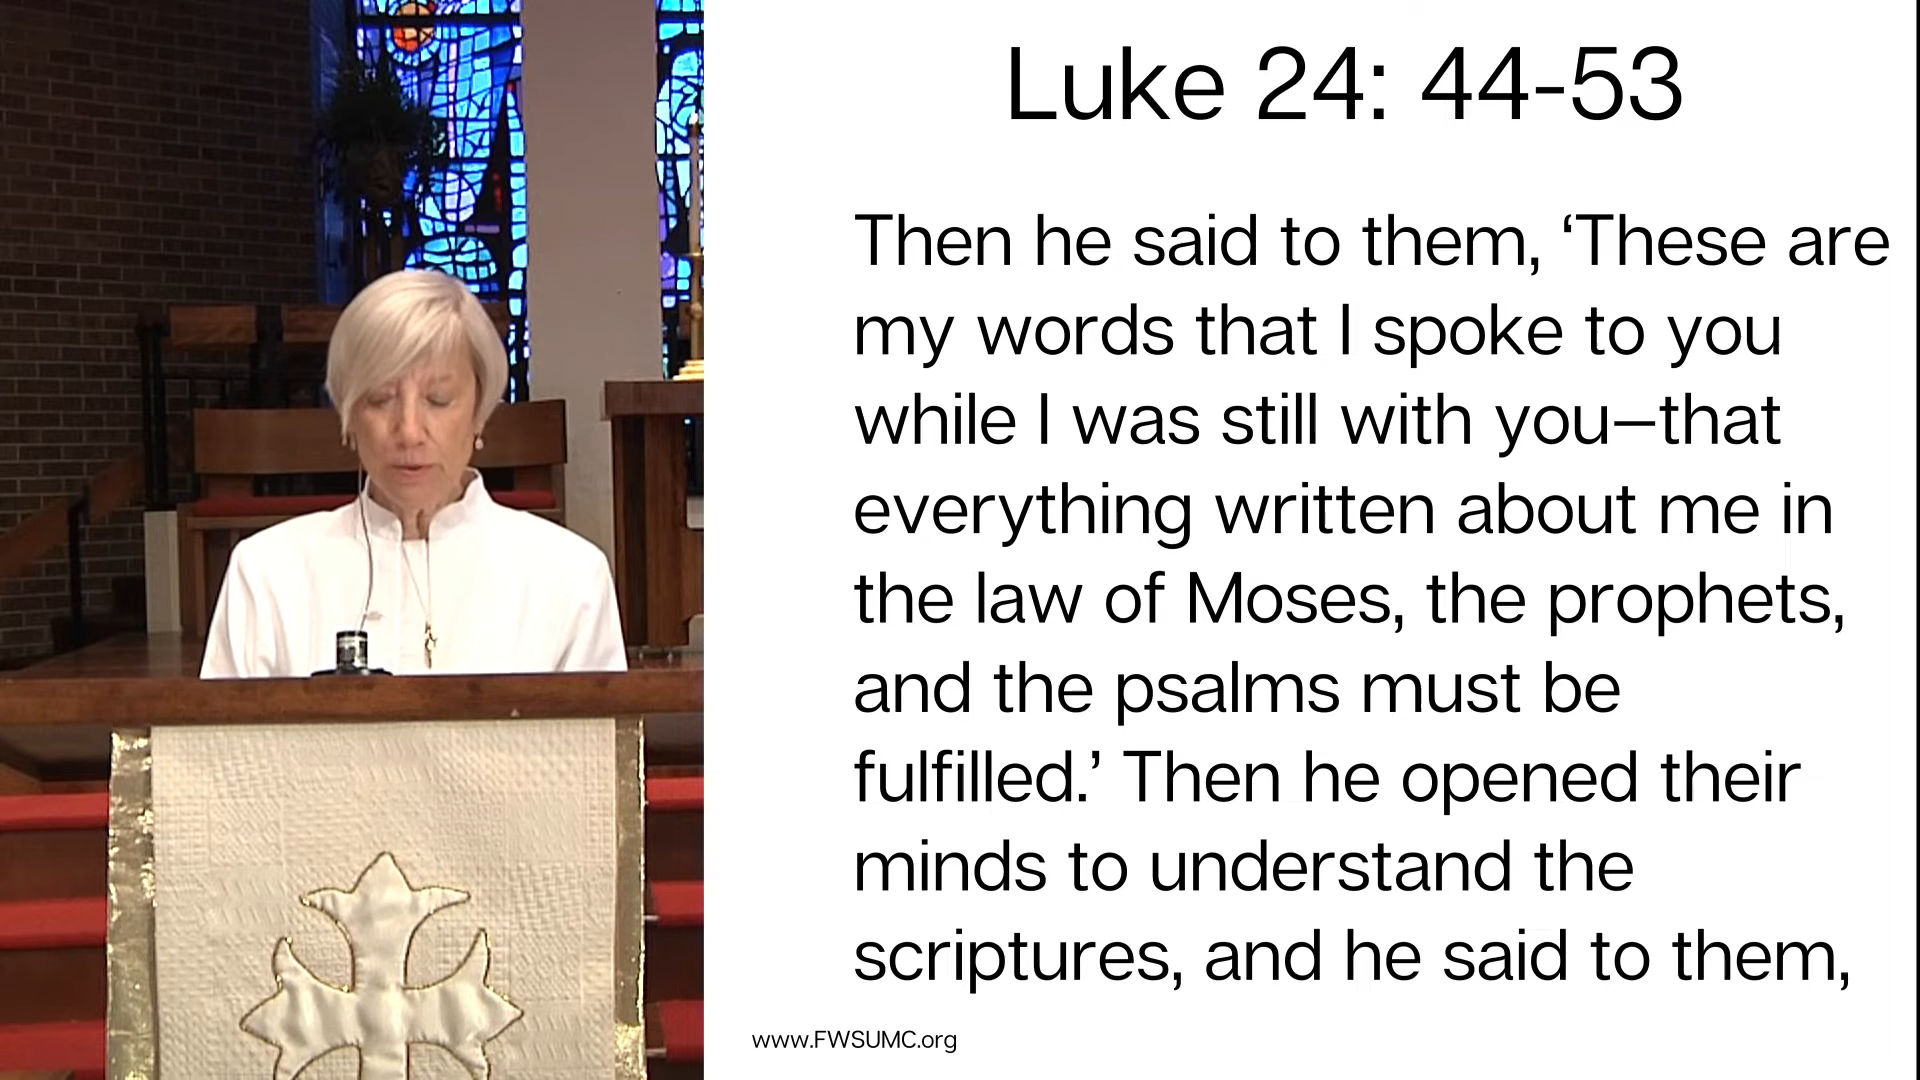 Luke 24: 44-53
Then he said to them, ‘These are
my words that I spoke to you
while I was still with you—that
everything written about me in
the law of Moses, the prophets,
and the psalms must be
fulfilled.’ Then he opened their
minds to understand the
scriptures, and he said to them,
www.FWSUMC.org